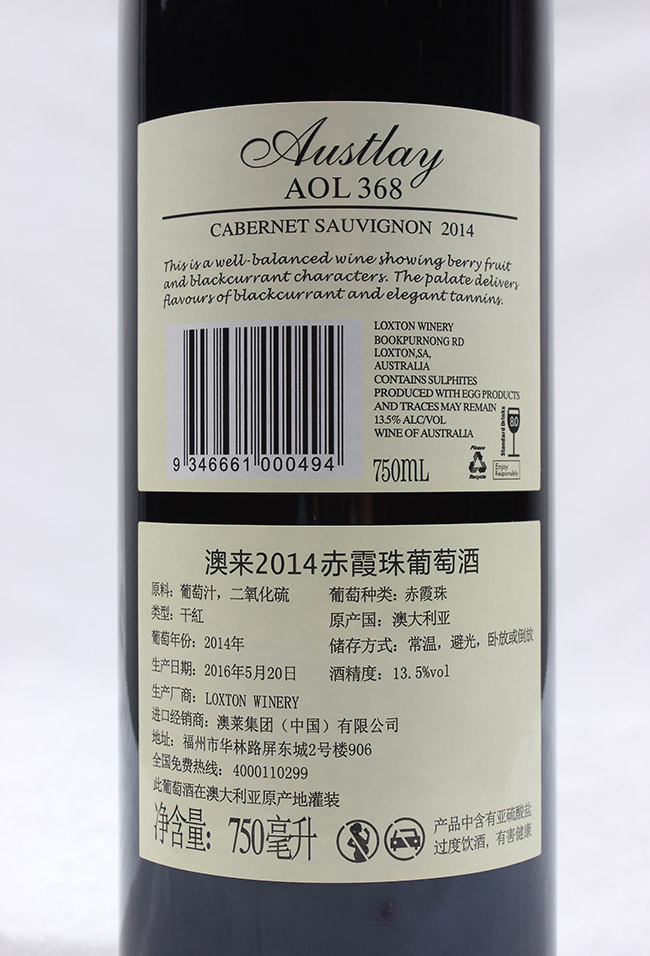 Austlay
AOL 368
CABERNET SAUVIGNON 2014
This is a well-balanced wine showing berry fruit
and blackcurrant characters. The palate delivers
flavours of blackcurrant and elegant tannins.
LOXTON WINERY
BOOKPURNONG RD
LOXTON,SA,
AUSTRALIA
CONTAINS SULPHITES
PRODUCED WITH EGG PRODUCTS
AND TRACES MAY REMAIN
13.5% ALC/VOL
WINE OF AUSTRALIA
Standard Drinks
8.0
9 346661 000494
750mL
Please
Recycle
Enjoy
Responsibly
澳来2014赤霞珠葡萄酒
原料: 葡萄汁, 二氧化硫 葡萄种类: 赤霞珠
类型: 干紅 原产国: 澳大利亚
葡萄年份: 2014年 储存方式: 常温, 避光, 卧放或倒放
生产日期: 2016年5月20日 酒精度: 13.5%vol
生产厂商: LOXTON WINERY
进口经销商: 澳莱集团（中国）有限公司
地址: 福州市华林路屏东城2号楼906
全国免费热线: 4000110299
此葡萄酒在澳大利亚原产地灌装
净含量: 750毫升
产品中含有亚硫酸盐
过度饮酒, 有害健康